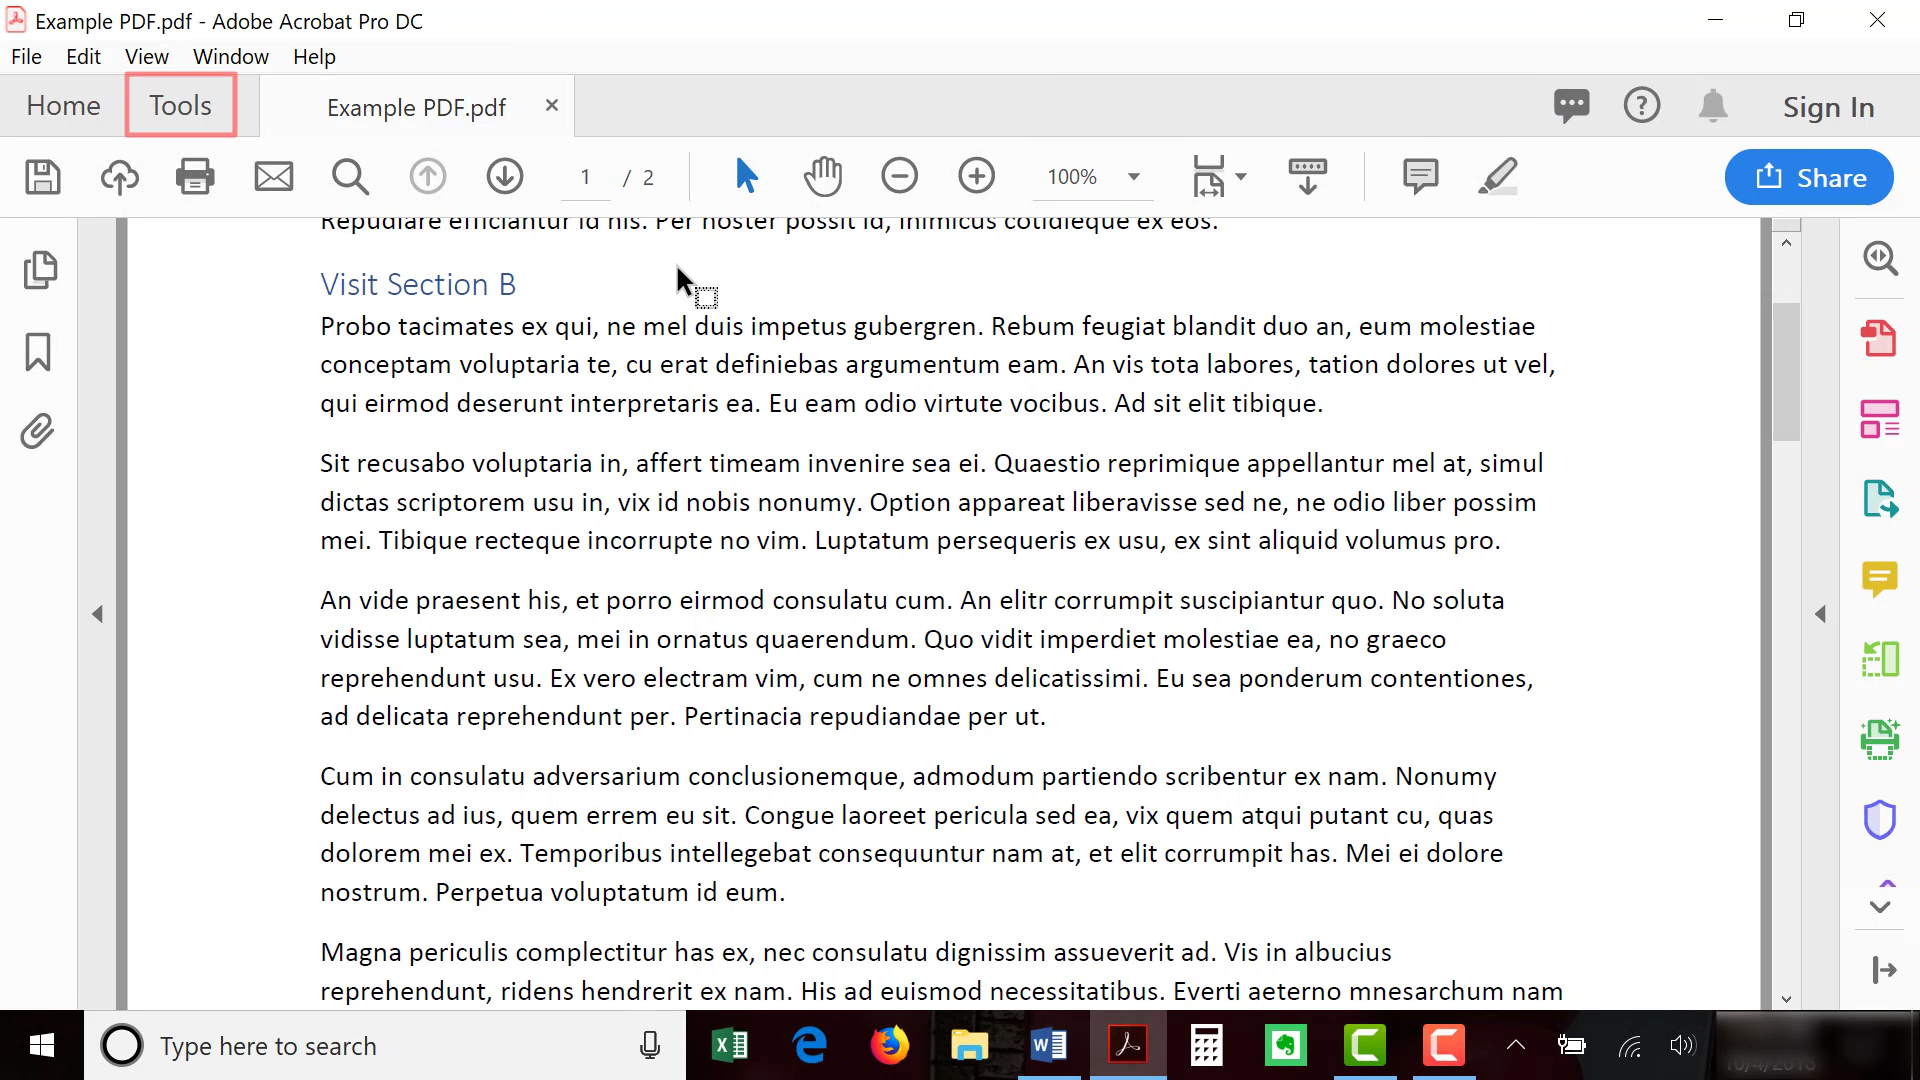 Example PDF.pdf - Adobe Acrobat Pro DC
File Edit View Window Help
Home Tools Example PDF.pdf × Sign In
1 / 2 100% Share
Repudiare efficiantur id his. Per noster possit id, inimicus cotidieque ex eos.
Visit Section B
Probo tacimates ex qui, ne mel duis impetus gubergren. Rebum feugiat blandit duo an, eum molestiae
conceptam voluptaria te, cu erat definiebas argumentum eam. An vis tota labores, tation dolores ut vel,
qui eirmod deserunt interpretaris ea. Eu eam odio virtute vocibus. Ad sit elit tibique.
Sit recusabo voluptaria in, affert timeam invenire sea ei. Quaestio reprimique appellantur mel at, simul
dictas scriptorem usu in, vix id nobis nonumy. Option appareat liberavisse sed ne, ne odio liber possim
mei. Tibique recteque incorrupte no vim. Luptatum persequeris ex usu, ex sint aliquid volumus pro.
An vide praesent his, et porro eirmod consulatu cum. An elitr corrumpit suscipiantur quo. No soluta
vidisse luptatum sea, mei in ornatus quaerendum. Quo vidit imperdiet molestiae ea, no graeco
reprehendunt usu. Ex vero electram vim, cum ne omnes delicatissimi. Eu sea ponderum contentiones,
ad delicata reprehendunt per. Pertinacia repudiandae per ut.
Cum in consulatu adversarium conclusionemque, admodum partiendo scribentur ex nam. Nonumy
delectus ad ius, quem errem eu sit. Congue laoreet pericula sed ea, vix quem atqui putant cu, quas
dolorem mei ex. Temporibus intellegebat consequuntur nam at, et elit corrumpit has. Mei ei dolore
nostrum. Perpetua voluptatum id eum.
Magna periculis complectitur has ex, nec consulatu dignissim assueverit ad. Vis in albucius
reprehendunt, ridens hendrerit ex nam. His ad euismod necessitatibus. Everti aeterno mnesarchum nam
Type here to search